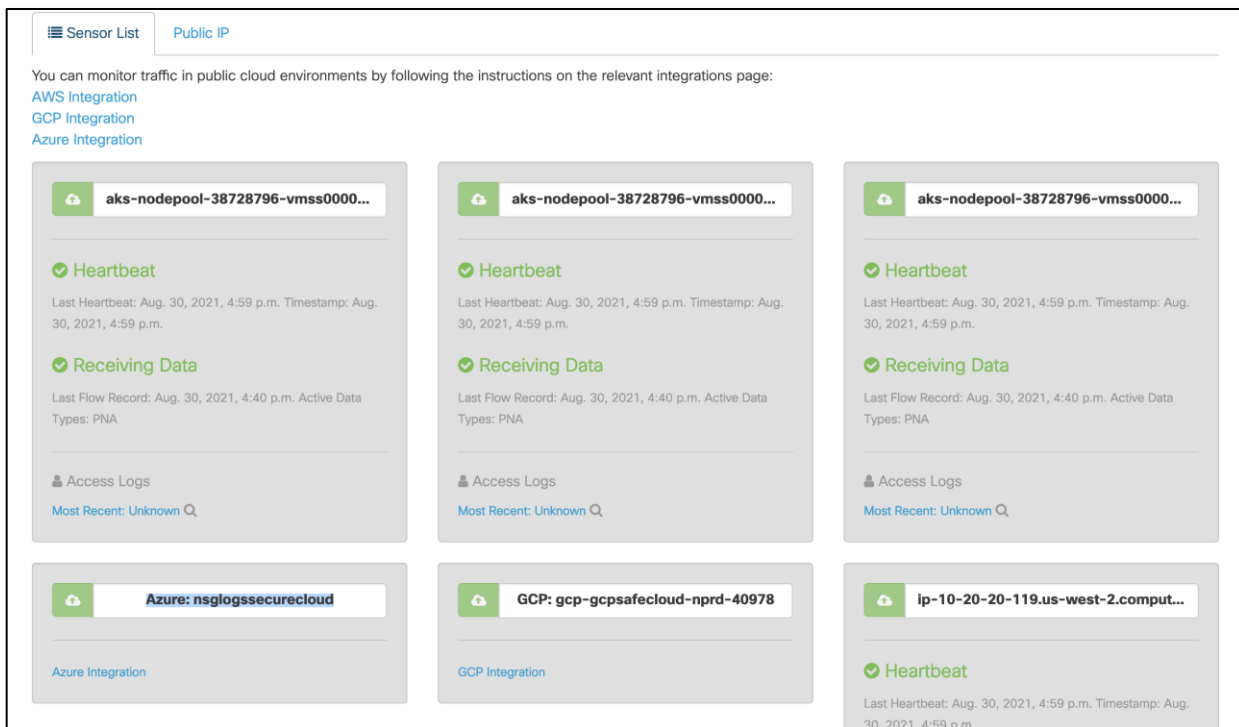 Sensor List
Public IP
You can monitor traffic in public cloud environments by following the instructions on the relevant integrations page:
AWS Integration
GCP Integration
Azure Integration
aks-nodepool-38728796-vmss0000...
Heartbeat
Last Heartbeat: Aug. 30, 2021, 4:59 p.m. Timestamp: Aug.
30, 2021, 4:59 p.m.
Receiving Data
Last Flow Record: Aug. 30, 2021, 4:40 p.m. Active Data
Types: PNA
Access Logs
Most Recent: Unknown
aks-nodepool-38728796-vmss0000...
Heartbeat
Last Heartbeat: Aug. 30, 2021, 4:59 p.m. Timestamp: Aug.
30, 2021, 4:59 p.m.
Receiving Data
Last Flow Record: Aug. 30, 2021, 4:40 p.m. Active Data
Types: PNA
Access Logs
Most Recent: Unknown
aks-nodepool-38728796-vmss0000...
Heartbeat
Last Heartbeat: Aug. 30, 2021, 4:59 p.m. Timestamp: Aug.
30, 2021, 4:59 p.m.
Receiving Data
Last Flow Record: Aug. 30, 2021, 4:40 p.m. Active Data
Types: PNA
Access Logs
Most Recent: Unknown
Azure: nsglogssecurecloud
Azure Integration
GCP: gcp-gcpsafecloud-nprd-40978
GCP Integration
ip-10-20-20-119.us-west-2.comput...
Heartbeat
Last Heartbeat: Aug. 30, 2021, 4:59 p.m. Timestamp: Aug.
30, 2021, 4:59 p.m.